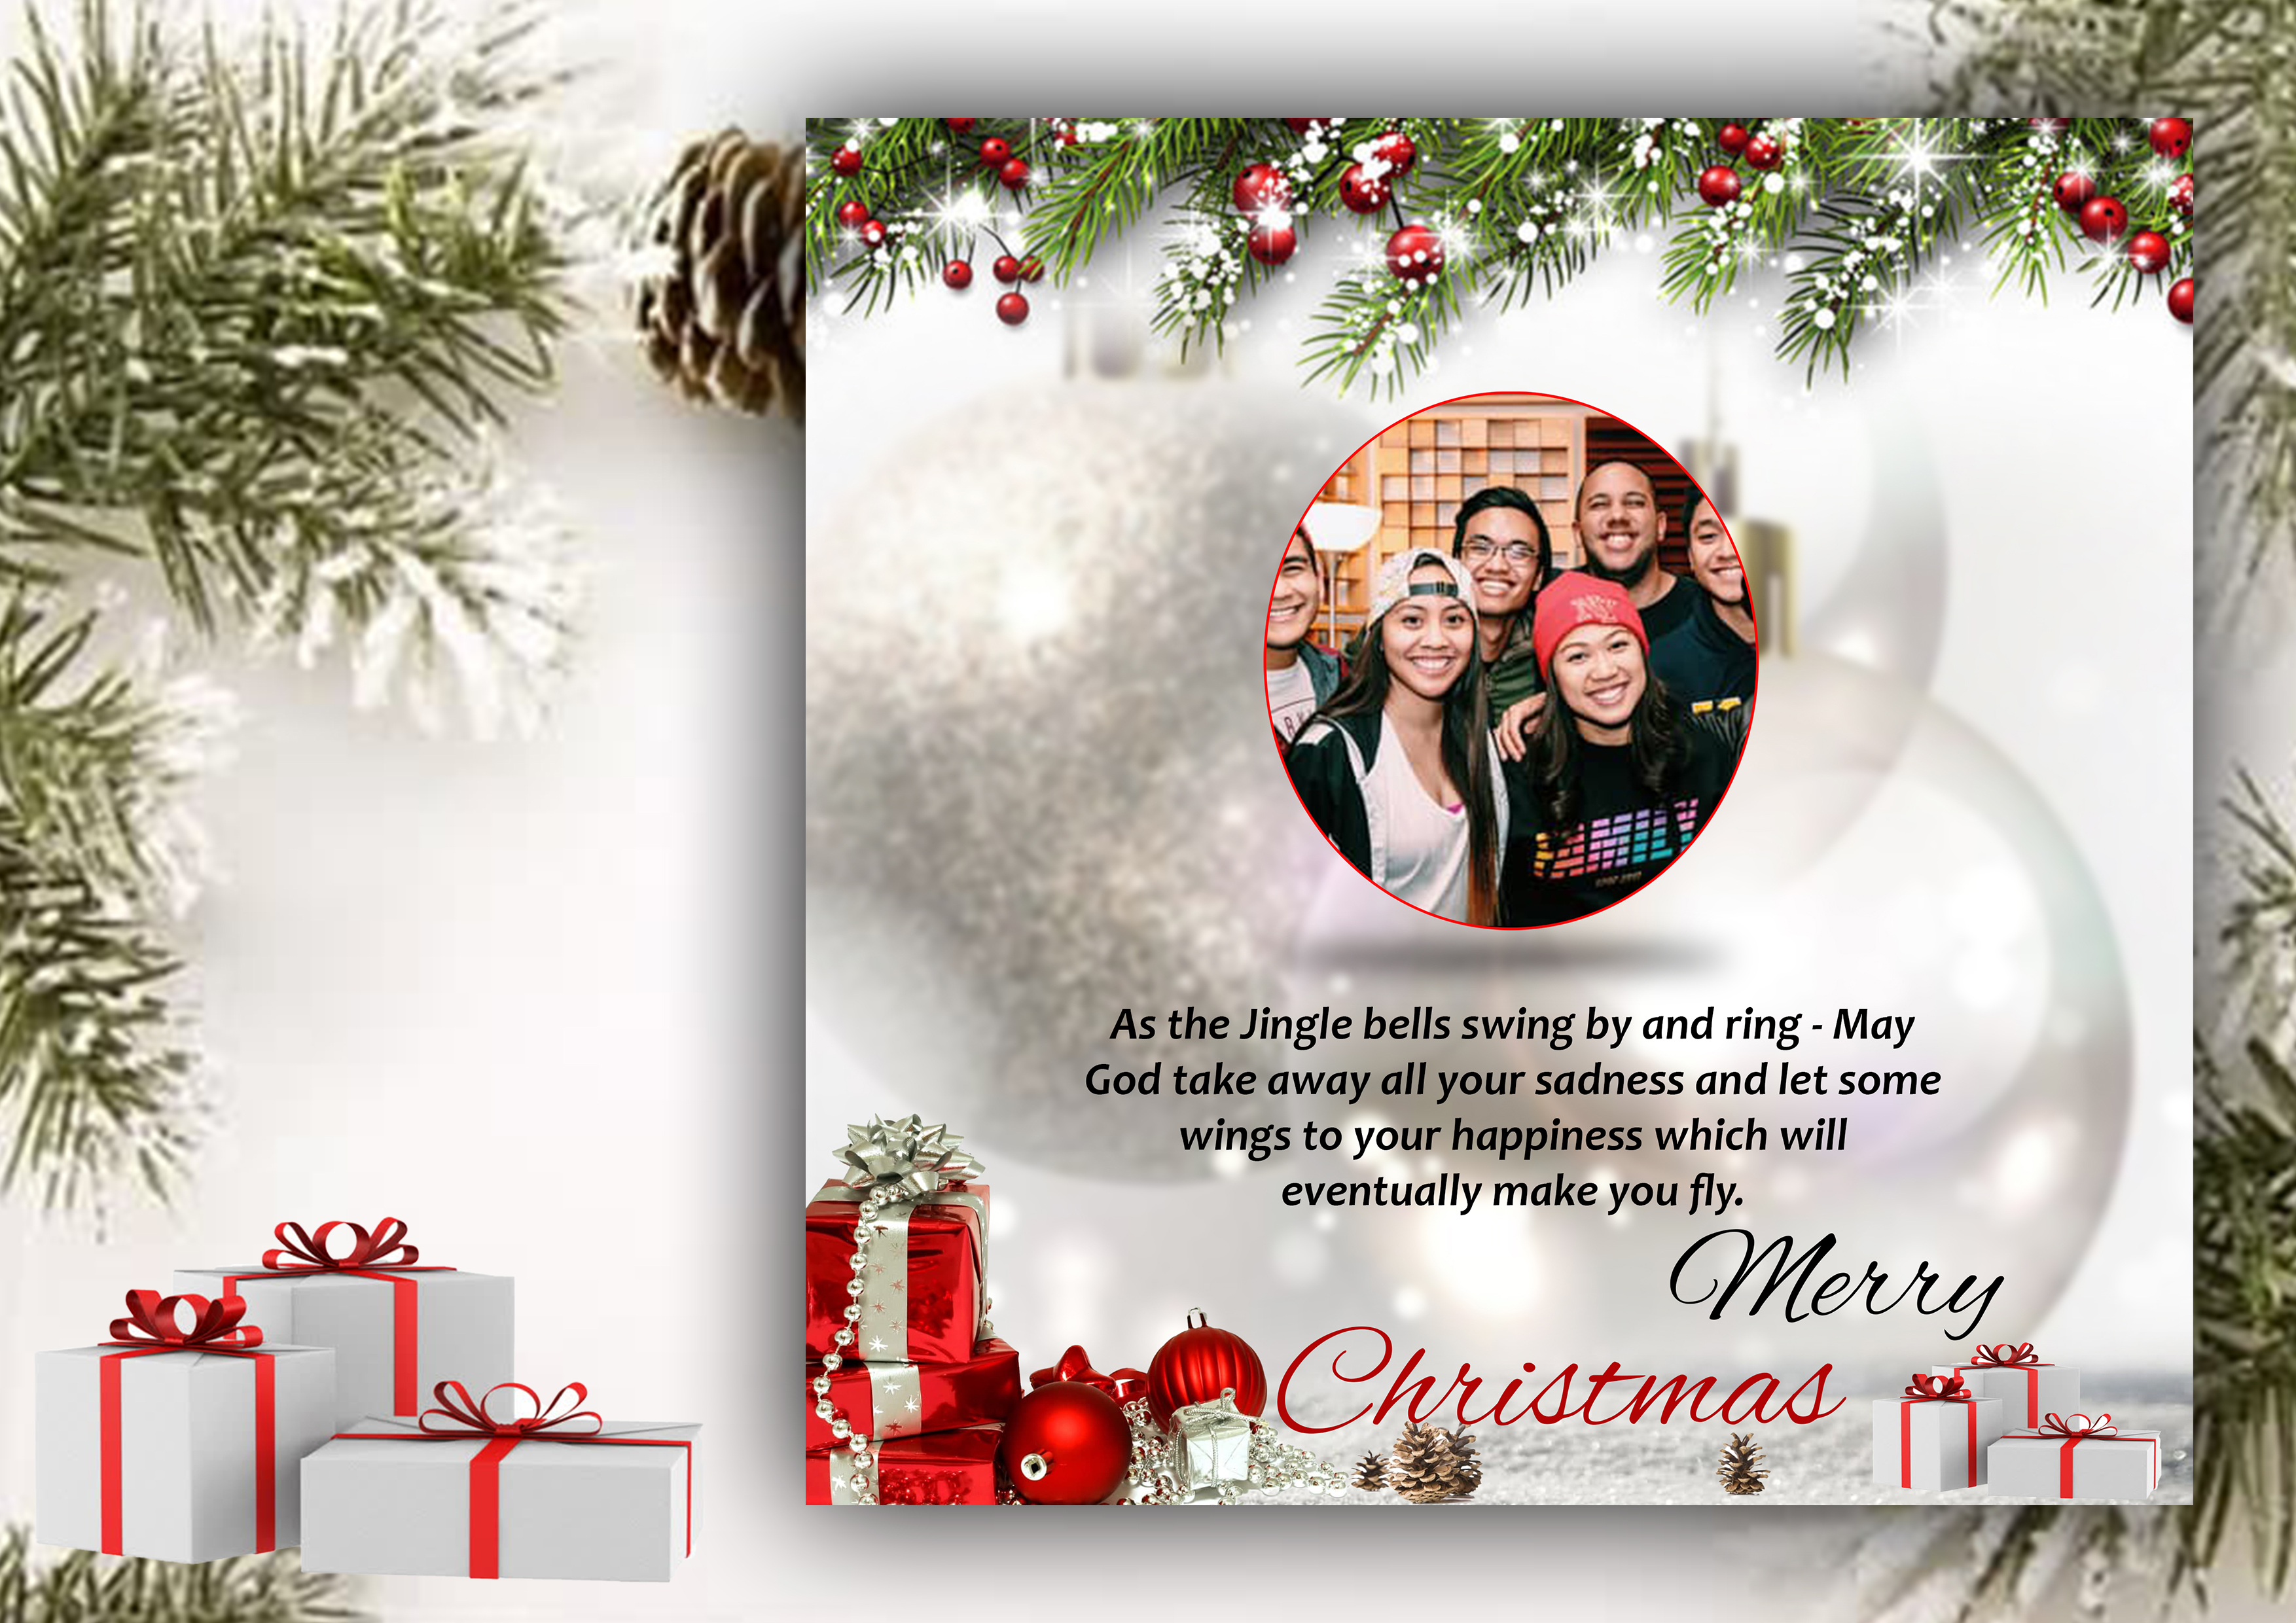 As the Jingle bells swing by and ring - May
God take away all your sadness and let some
wings to your happiness which will
eventually make you fly.
Merry
Christmas
FAMILY